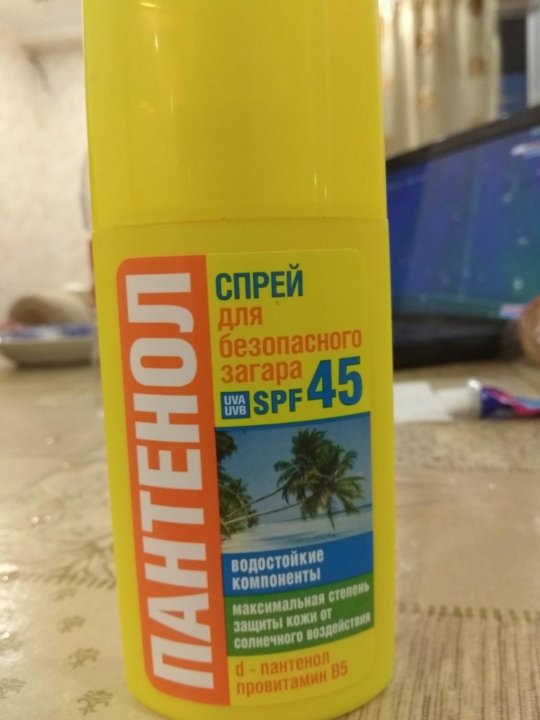 ПАНТЕНОЛ
СПРЕЙ
для
безопасного
загара
UVA
UVB
SPF 45
водостойкие
компоненты
максимальная степень
защиты кожи от
солнечного воздействия
d - пантенол
провитамин B5